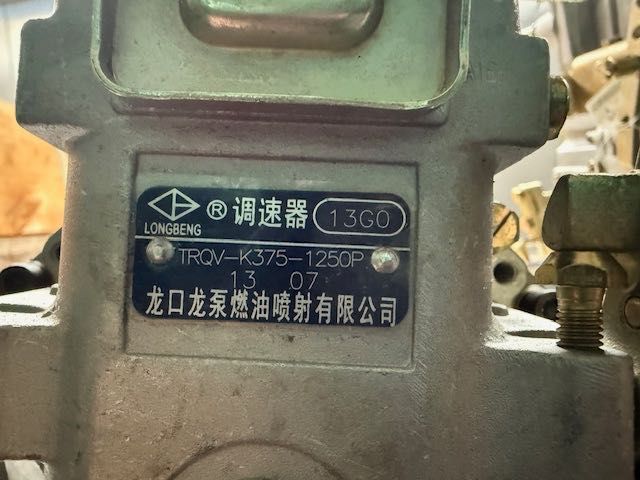 ® 调速器 13G0
LONGBENG
TRQV-K375-1250P
13 07
龙口龙泵燃油喷射有限公司